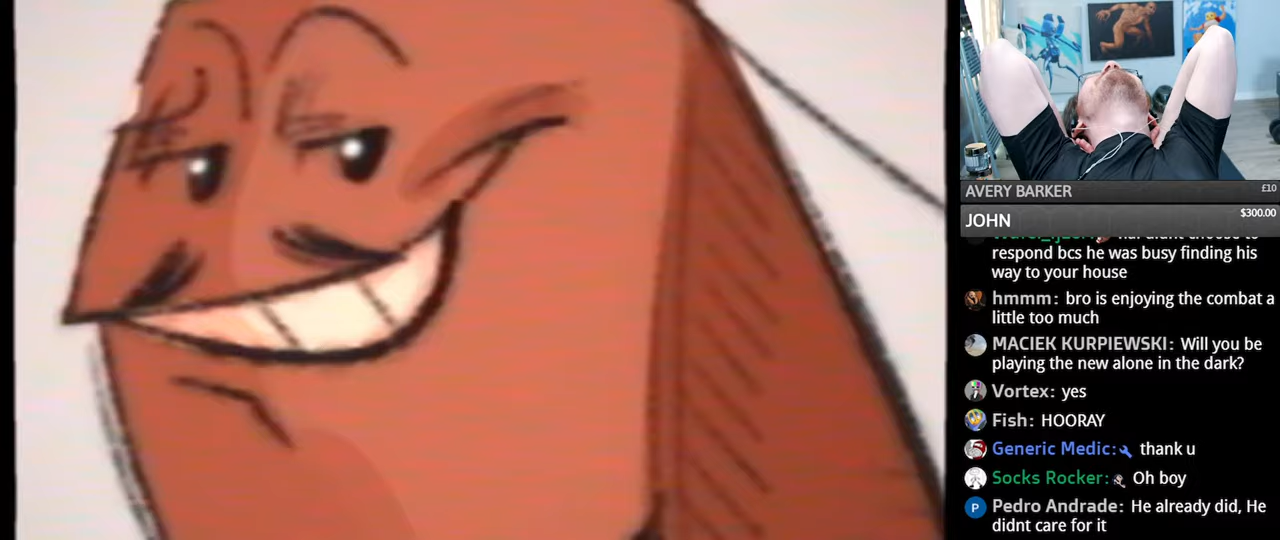 AVERY BARKER £10
JOHN $300.00
respond bcs he was busy finding his
way to your house
hmmm: bro is enjoying the combat a
little too much
MACIEK KURPIEWSKI: Will you be
playing the new alone in the dark?
Vortex: yes
Fish: HOORAY
Generic Medic: thank u
Socks Rocker: Oh boy
P Pedro Andrade: He already did, He
didnt care for it